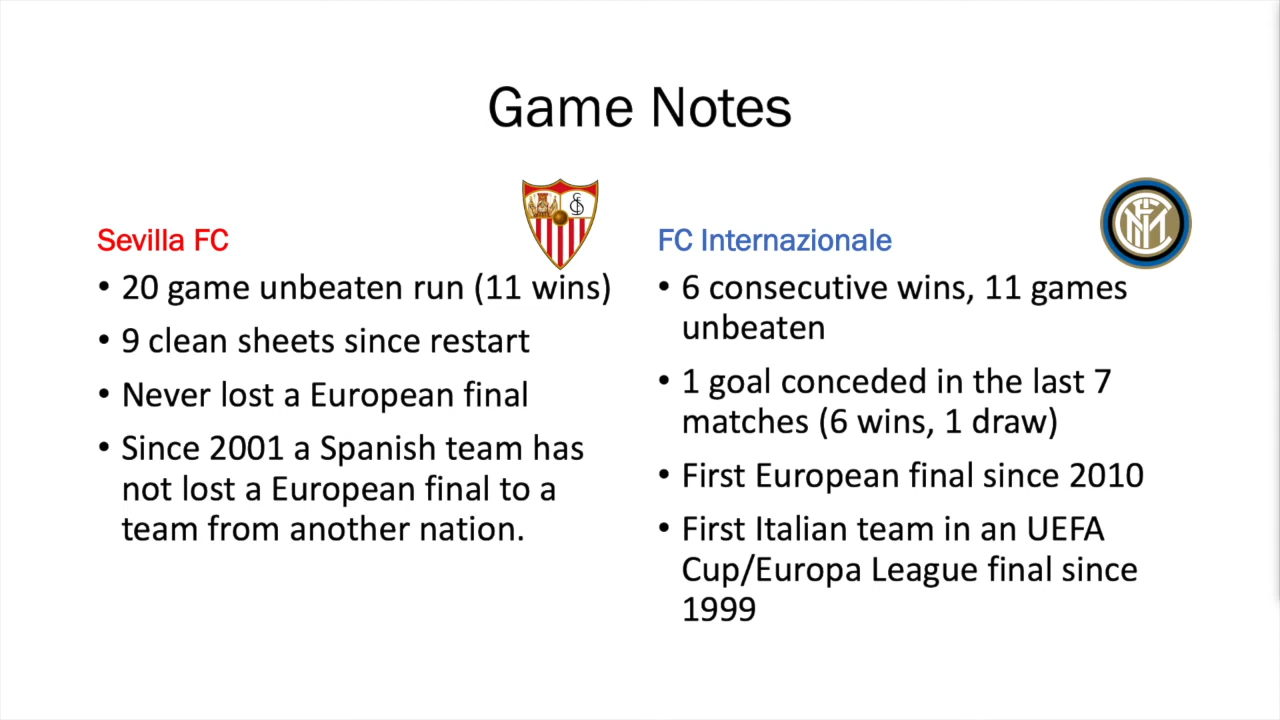 Game Notes
Sevilla FC
• 20 game unbeaten run (11 wins)
• 9 clean sheets since restart
• Never lost a European final
• Since 2001 a Spanish team has
not lost a European final to a
team from another nation.
FC Internazionale
• 6 consecutive wins, 11 games
unbeaten
• 1 goal conceded in the last 7
matches (6 wins, 1 draw)
• First European final since 2010
• First Italian team in an UEFA
Cup/Europa League final since
1999